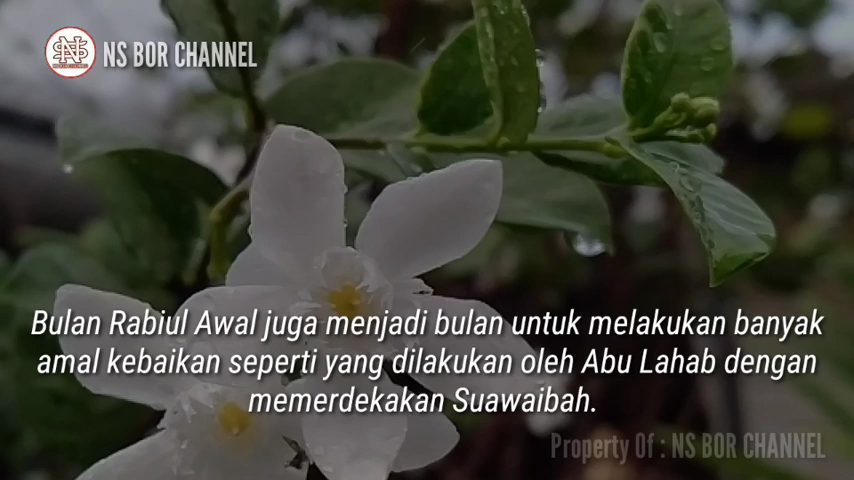 NS BOR CHANNEL
Bulan Rabiul Awal juga menjadi bulan untuk melakukan banyak
amal kebaikan seperti yang dilakukan oleh Abu Lahab dengan
memerdekakan Suawaibah.
Property Of : NS BOR CHANNEL